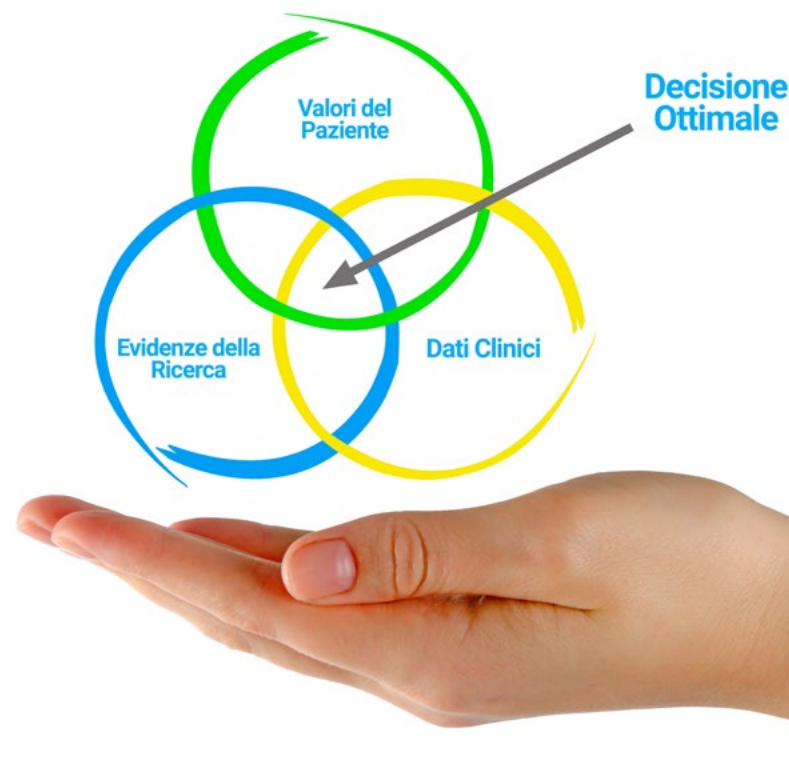 Valori del
Paziente
Decisione
Ottimale
Evidenze della
Ricerca
Dati Clinici